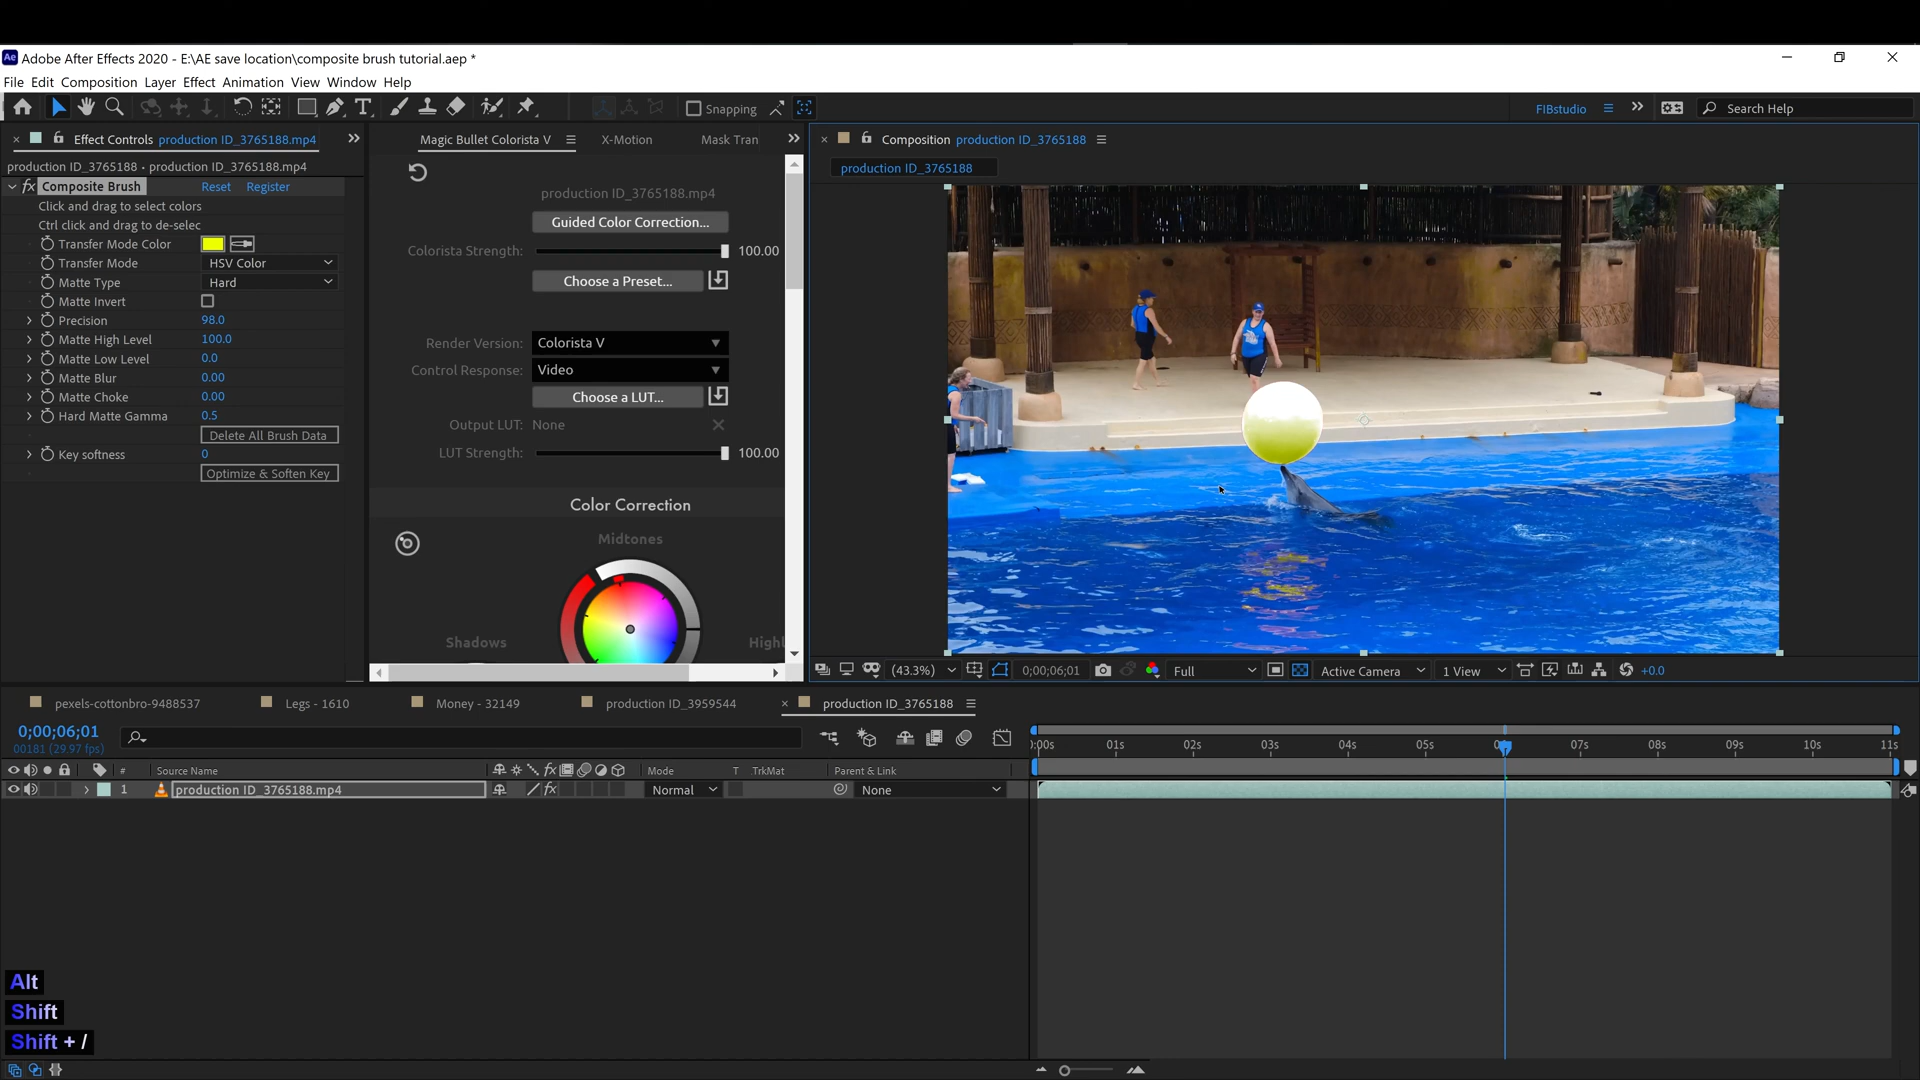 Ae Adobe After Effects 2020 - E:\AE save location\composite brush tutorial.aep *
File Edit Composition Layer Effect Animation View Window Help
Snapping
FIBstudio
Search Help
Effect Controls production ID_3765188.mp4
production ID_3765188 • production ID_3765188.mp4
fx Composite Brush Reset Register
Click and drag to select colors
Ctrl click and drag to de-selec
Transfer Mode Color
Transfer Mode HSV Color
Matte Type Hard
Matte Invert
Precision 98.0
Matte High Level 100.0
Matte Low Level 0.0
Matte Blur 0.00
Matte Choke 0.00
Hard Matte Gamma 0.5
Delete All Brush Data
Key softness 0
Optimize & Soften Key
Magic Bullet Colorista V X-Motion Mask Tran
production ID_3765188.mp4
Guided Color Correction...
Colorista Strength: 100.00
Choose a Preset...
Render Version: Colorista V
Control Response: Video
Choose a LUT...
Output LUT: None
LUT Strength: 100.00
Color Correction
Midtones
Shadows Highl
Composition production ID_3765188
production ID_3765188
(43.3%) 0;00;06;01 Full Active Camera 1 View +0.0
pexels-cottonbro-9488537 Legs - 1610 Money - 32149 production ID_3959544 production ID_3765188
0;00;06;01
00181 (29.97 fps)
# Source Name fx Mode T .TrkMat Parent & Link
1 production ID_3765188.mp4 fx Normal None
):00s 01s 02s 03s 04s 05s 07s 08s 09s 10s 11s
Alt
Shift
Shift + /